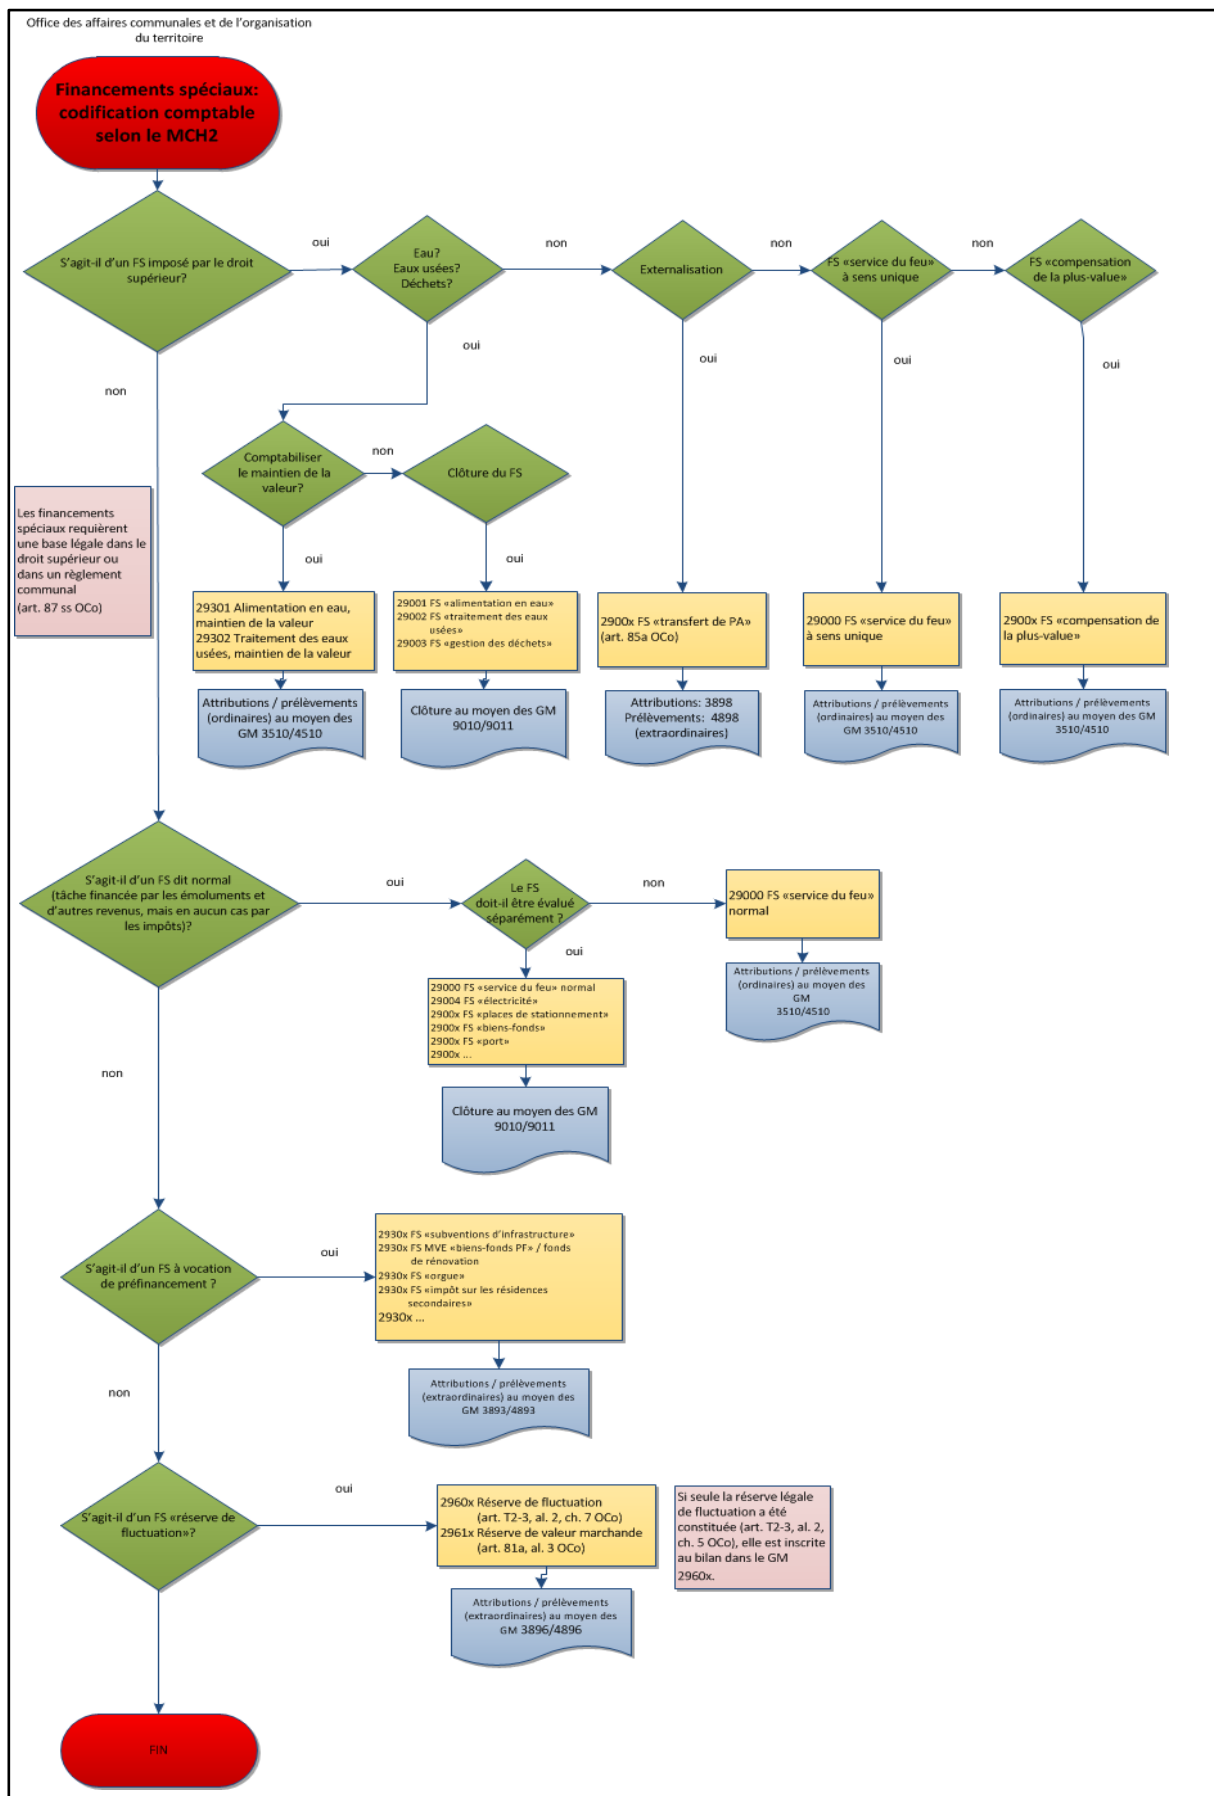 Office des affaires communales et de l'organisation
du territoire
Financements spéciaux:
codification comptable
selon le MCH2
S'agit-il d'un FS imposé par le droit
supérieur?
oui
Eau?
Eaux usées?
Déchets?
non
Externalisation
non
FS «service du feu»
à sens unique
non
FS «compensation
de la plus-value»
oui
oui
oui
oui
non
Comptabiliser
le maintien de la
valeur?
non
Clôture du FS
Les financements
spéciaux requièrent
une base légale dans le
droit supérieur ou
dans un règlement
communal
(art. 87 ss OCo)
oui
oui
29301 Alimentation en eau,
maintien de la valeur
29302 Traitement des eaux
usées, maintien de la valeur
29001 FS «alimentation en eau»
29002 FS «traitement des eaux
usées»
29003 FS «gestion des déchets»
2900x FS «transfert de PA»
(art. 85a OCo)
29000 FS «service du feu»
à sens unique
2900x FS «compensation de
la plus-value»
Attributions / prélèvements
(ordinaires) au moyen des
GM 3510/4510
Clôture au moyen des GM
9010/9011
Attributions: 3898
Prélèvements: 4898
(extraordinaires)
Attributions / prélèvements
(ordinaires) au moyen des
GM 3510/4510
Attributions / prélèvements
(ordinaires) au moyen des GM
3510/4510
S'agit-il d'un FS dit normal
(tâche financée par les émoluments et
d'autres revenus, mais en aucun cas par
les impôts)?
oui
Le FS
doit-il être évalué
séparément ?
non
29000 FS «service du feu»
normal
oui
Attributions / prélèvements
(ordinaires) au moyen des
GM
3510/4510
29000 FS «service du feu» normal
29004 FS «électricité»
2900x FS «places de stationnement»
2900x FS «biens-fonds»
2900x FS «port»
2900x ...
non
Clôture au moyen des GM
9010/9011
S'agit-il d'un FS à vocation
de préfinancement ?
oui
2930x FS «subventions d'infrastructure»
2930x FS MVE «biens-fonds PF» / fonds
de rénovation
2930x FS «orgue»
2930x FS «impôt sur les résidences
secondaires»
2930x ...
non
Attributions / prélèvements
(extraordinaires) au moyen des
GM 3893/4893
S'agit-il d'un FS «réserve de
fluctuation»?
oui
2960x Réserve de fluctuation
(art. T2-3, al. 2, ch. 7 OCo)
2961x Réserve de valeur marchande
(art. 81a, al. 3 OCo)
Si seule la réserve légale
de fluctuation a été
constituée (art. T2-3, al. 2,
ch. 5 OCo), elle est inscrite
au bilan dans le GM
2960x.
Attributions / prélèvements
(extraordinaires) au moyen des
GM 3896/4896
FIN